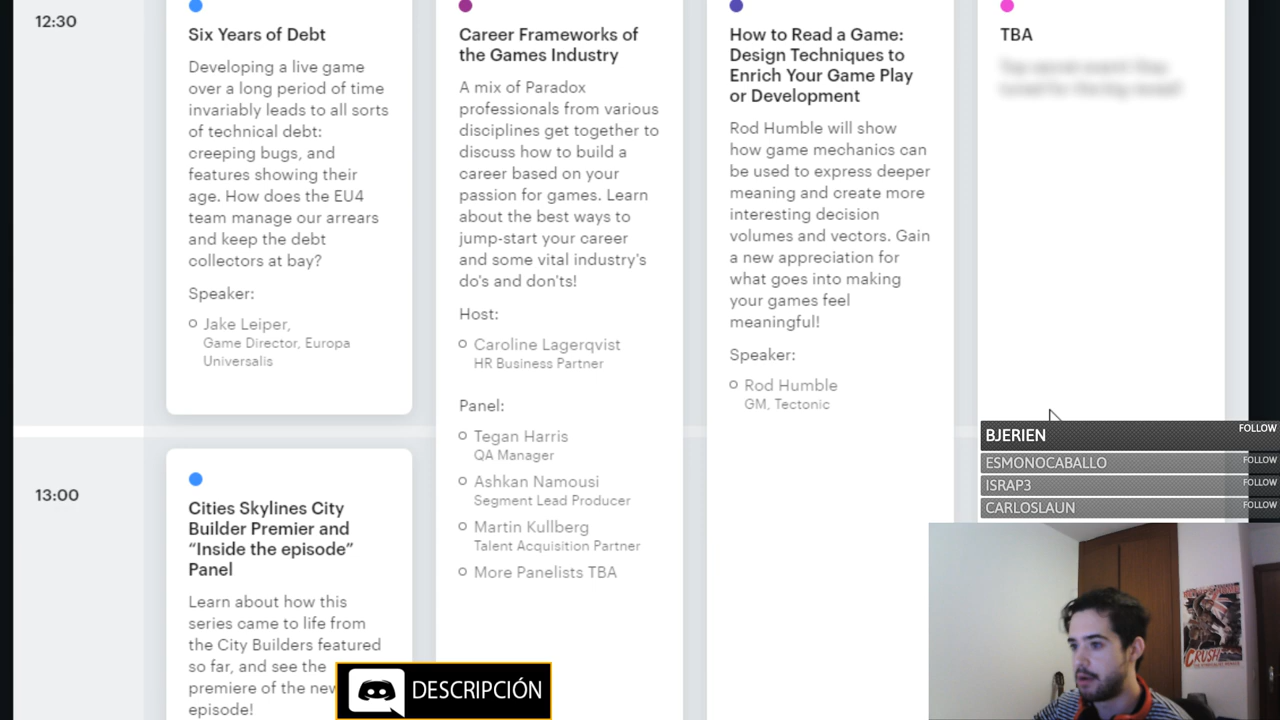 12:30
Six Years of Debt
Developing a live game
over a long period of time
invariably leads to all sorts
of technical debt:
creeping bugs, and
features showing their
age. How does the EU4
team manage our arrears
and keep the debt
collectors at bay?
Speaker:
Jake Leiper,
Game Director, Europa
Universalis
Career Frameworks of
the Games Industry
A mix of Paradox
professionals from various
disciplines get together to
discuss how to build a
career based on your
passion for games. Learn
about the best ways to
jump-start your career
and some vital industry's
do's and don'ts!
Host:
Caroline Lagerqvist
HR Business Partner
Panel:
Tegan Harris
QA Manager
Ashkan Namousi
Segment Lead Producer
Martin Kullberg
Talent Acquisition Partner
More Panelists TBA
How to Read a Game:
Design Techniques to
Enrich Your Game Play
or Development
Rod Humble will show
how game mechanics can
be used to express deeper
meaning and create more
interesting decision
volumes and vectors. Gain
a new appreciation for
what goes into making
your games feel
meaningful!
Speaker:
Rod Humble
GM, Tectonic
TBA
13:00
Cities Skylines City
Builder Premier and
“Inside the episode”
Panel
Learn about how this
series came to life from
the City Builders featured
so far, and see the
premiere of the new
episode!
BJERIEN FOLLOW
ESMONOCABALLO FOLLOW
ISRAP3 FOLLOW
CARLOSLAUN FOLLOW
CRUSH
DESCRIPCIÓN